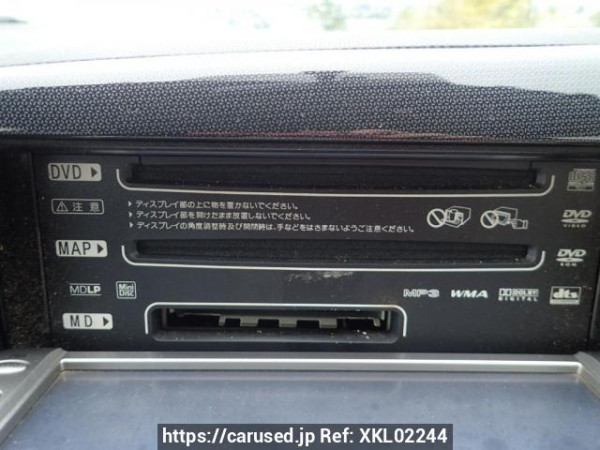 DVD
注意
ディスプレイ部の上に物を置かないでください。
ディスプレイ部を開けたまま放置しないでください。
ディスプレイの角度調整時及び開閉時は、手などをはさまないようご注意ください。
DVD
VIDEO
MAP
DVD
ROM
MDLP
Mini Disc
MP3
WMA
DOLBY
DIGITAL
dts
MD
https://carused.jp Ref: XKL02244